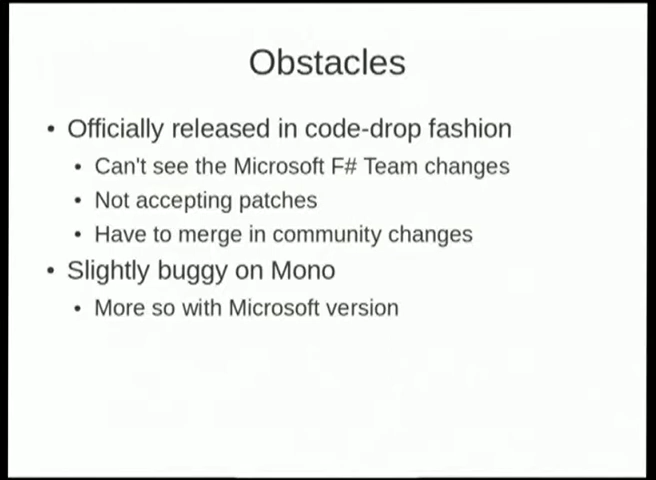 Obstacles
• Officially released in code-drop fashion
• Can't see the Microsoft F# Team changes
• Not accepting patches
• Have to merge in community changes
• Slightly buggy on Mono
• More so with Microsoft version